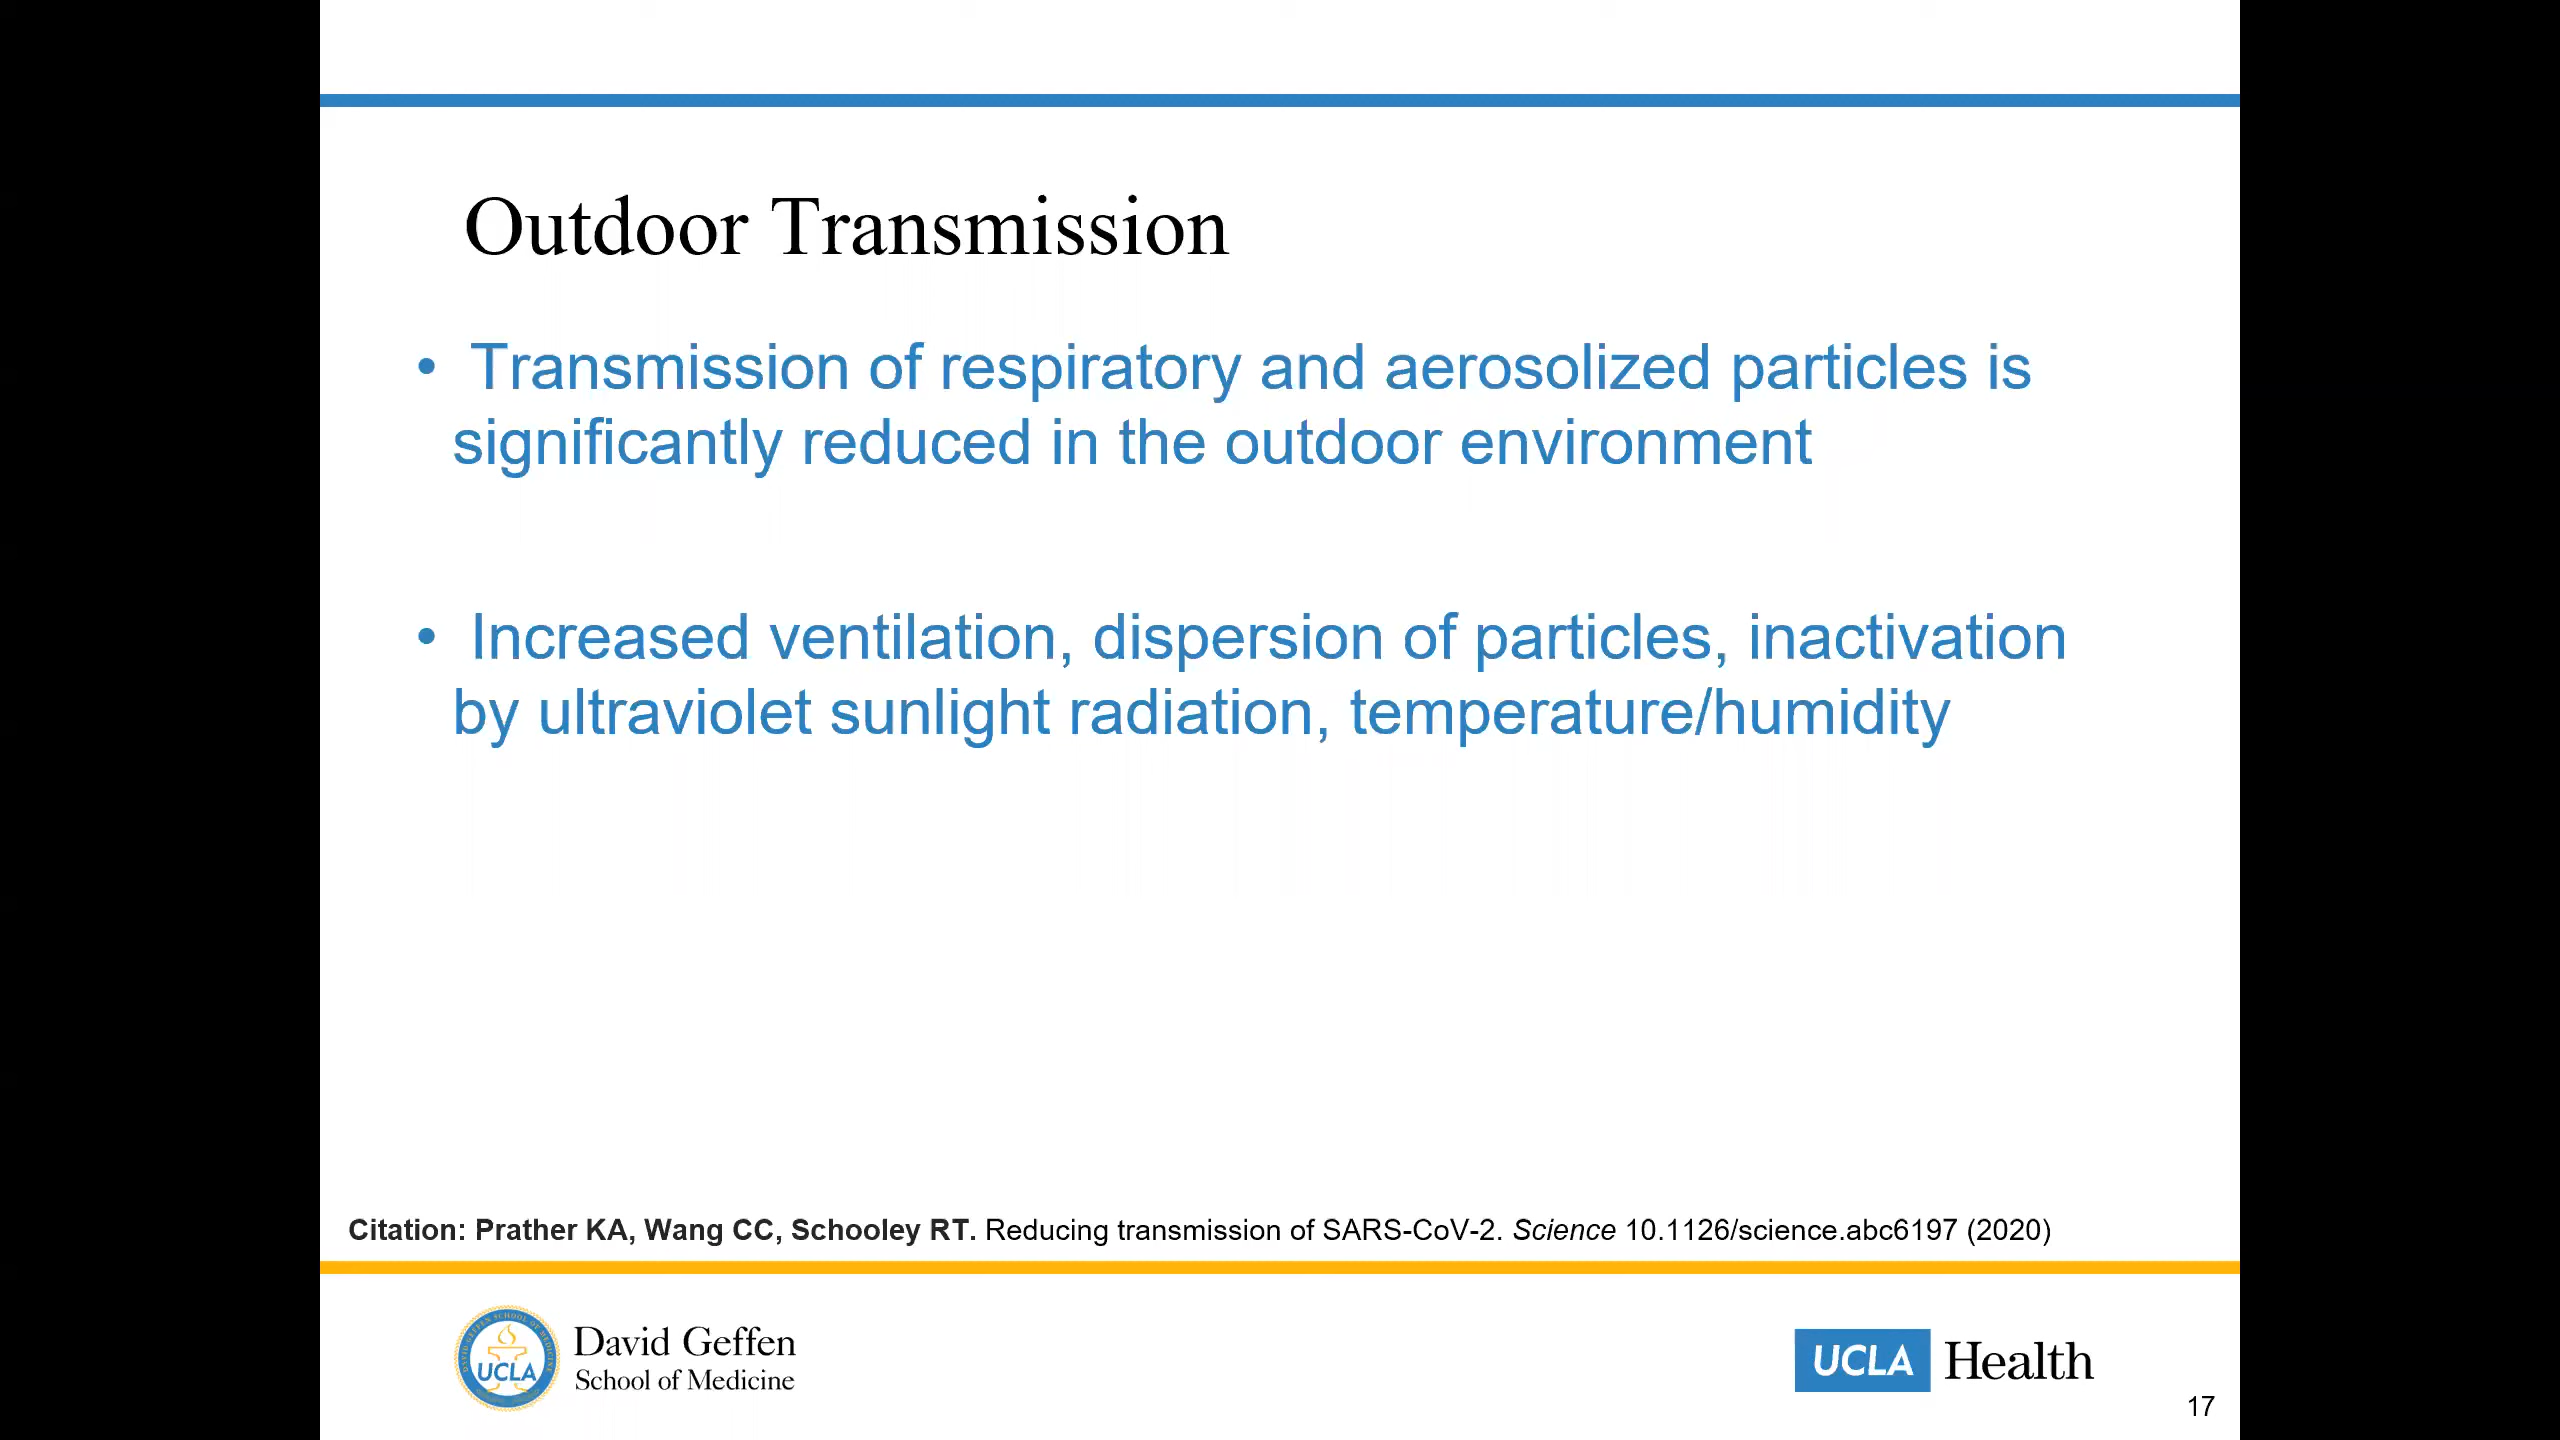 Outdoor Transmission
• Transmission of respiratory and aerosolized particles is
significantly reduced in the outdoor environment
• Increased ventilation, dispersion of particles, inactivation
by ultraviolet sunlight radiation, temperature/humidity
Citation: Prather KA, Wang CC, Schooley RT. Reducing transmission of SARS-CoV-2. Science 10.1126/science.abc6197 (2020)
UCLA
David Geffen
School of Medicine
UCLA Health
17